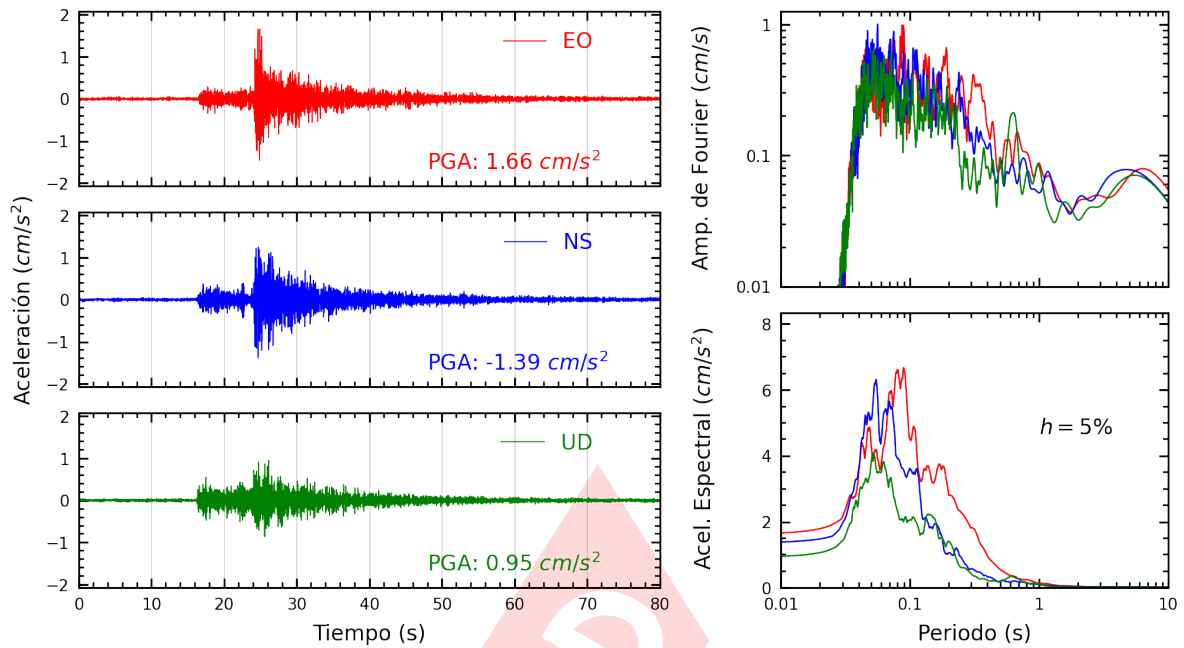 Aceleración (cm/s²)
2
1
0
−1
−2
EO
PGA: 1.66 cm/s²
2
1
0
−1
−2
NS
PGA: -1.39 cm/s²
2
1
0
−1
−2
UD
PGA: 0.95 cm/s²
0 10 20 30 40 50 60 70 80
Tiempo (s)
Amp. de Fourier (cm/s)
1
0.1
0.01
Acel. Espectral (cm/s²)
8
6
4
2
0
h = 5%
0.01 0.1 1 10
Periodo (s)